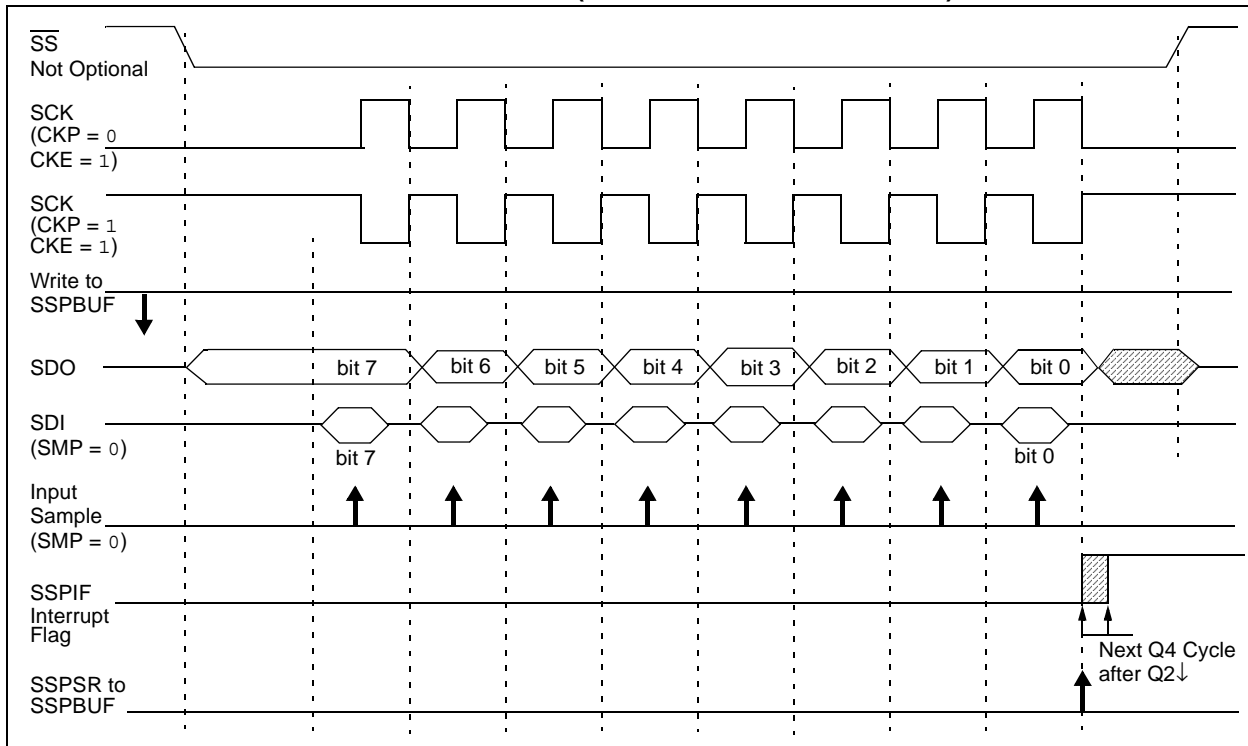 SS
Not Optional
SCK
(CKP = 0
CKE = 1)
SCK
(CKP = 1
CKE = 1)
Write to
SSPBUF
SDO
bit 7
bit 6
bit 5
bit 4
bit 3
bit 2
bit 1
bit 0
SDI
(SMP = 0)
bit 7
bit 0
Input
Sample
(SMP = 0)
SSPIF
Interrupt
Flag
Next Q4 Cycle
after Q2↓
SSPSR to
SSPBUF